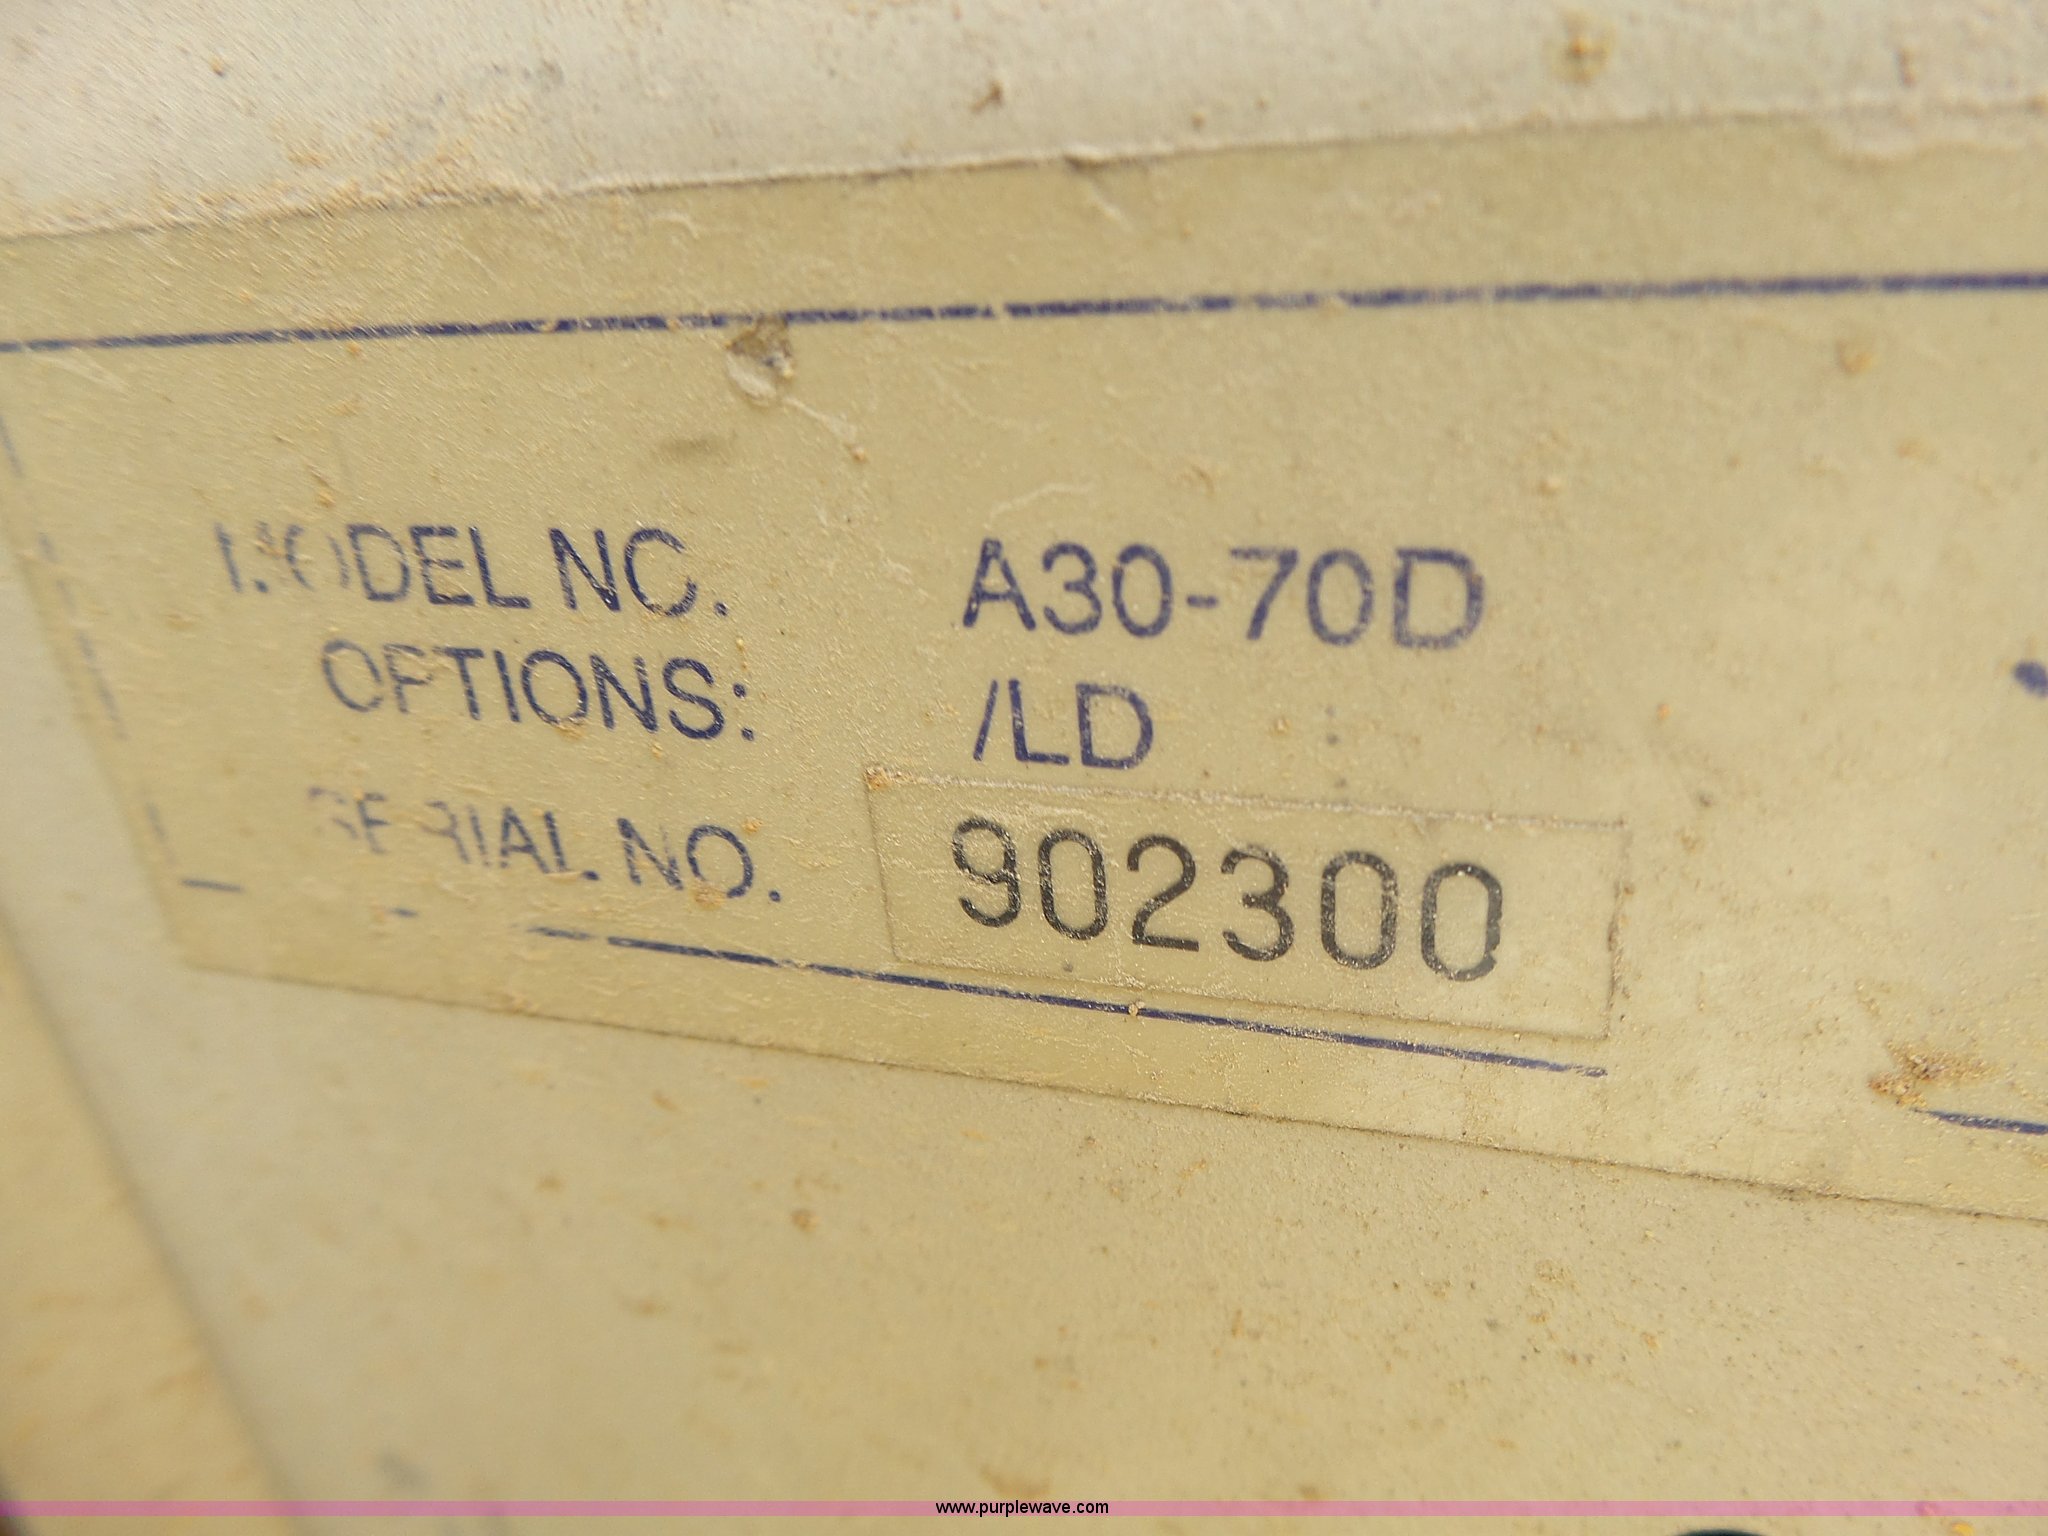 MODEL NO. A30-70D
OPTIONS: /LD
SERIAL NO. 902300
www.purplewave.com